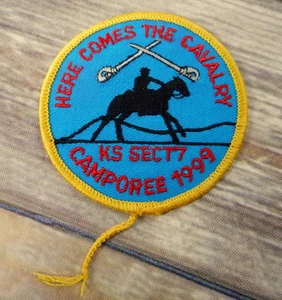 HERE COMES THE CAVALRY
KS SECT7
CAMPOREE 1999